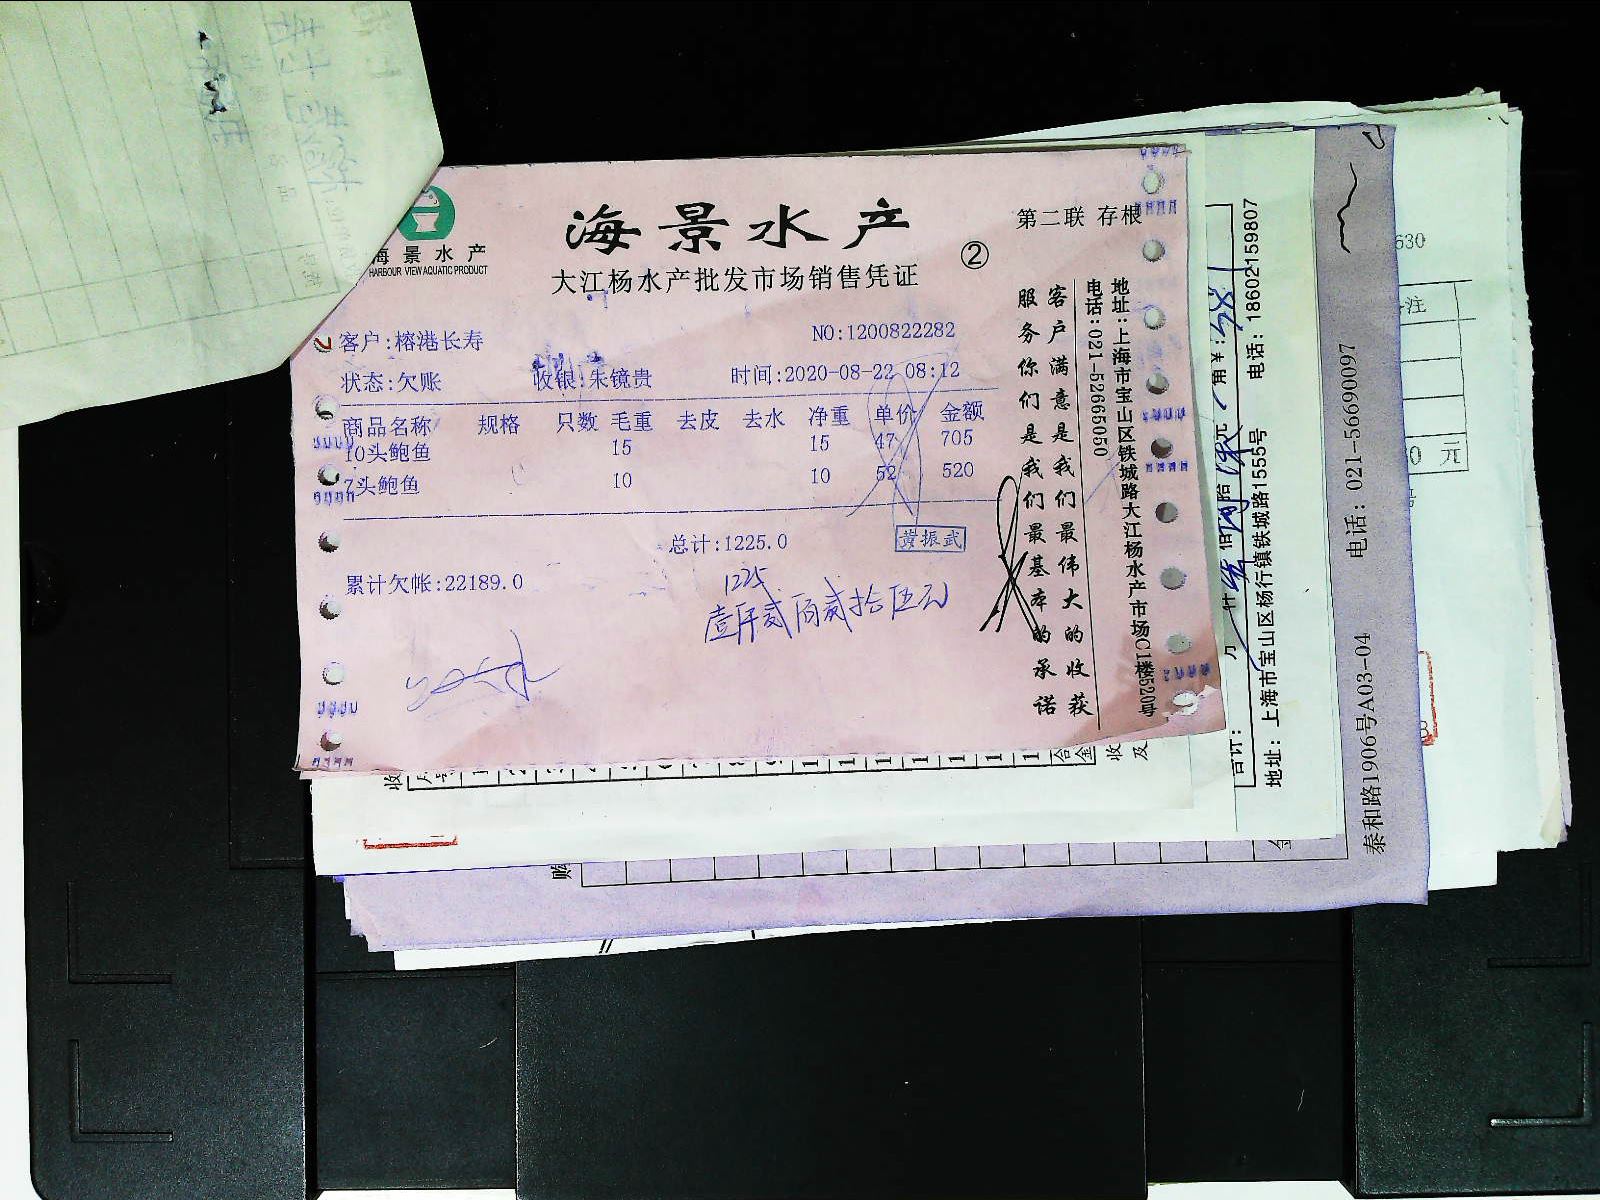 海景水产
HARBOUR VIEW AQUATIC PRODUCT
海景水产
大江杨水产批发市场销售凭证
②
第二联 存根
客户:榕港长寿
NO:1200822282
状态:欠账 收银:朱镜贵 时间:2020-08-22 08:12
商品名称 规格 只数 毛重 去皮 去水 净重 单价 金额
10头鲍鱼 15 15 47 705
7头鲍鱼 10 10 52 520
总计:1225.0
黄振武
累计欠帐:22189.0
1225
壹仟贰佰贰拾伍元
客户满意是我们最伟大的收获
服务你们是我们最基本的承诺
地址:上海市宝山区铁城路大江杨水产市场C1楼520号
电话:021-52665050
合计:
地址: 上海市宝山区杨行镇铁城路1555号 电话: 18602159807
泰和路1906号A03-04 电话: 021-56690097
630
注
0 元